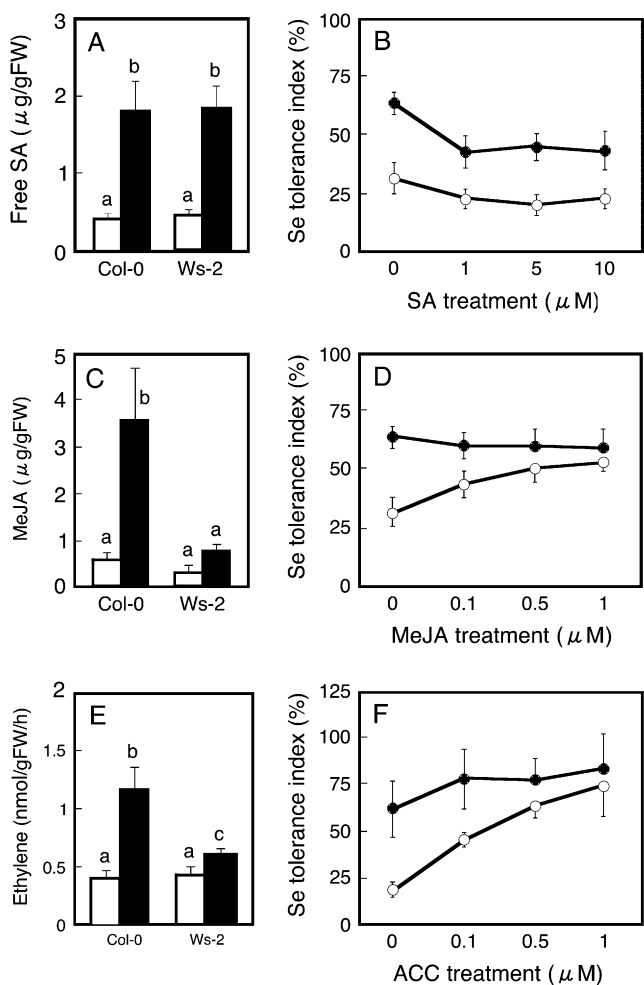 A
Free SA (μg/gFW)
3
2
1
0
a
b
a
b
Col-0
Ws-2
B
Se tolerance index (%)
100
75
50
25
0
0
1
5
10
SA treatment (μM)
C
MeJA (μg/gFW)
5
4
3
2
1
0
a
b
a
a
Col-0
Ws-2
D
Se tolerance index (%)
100
75
50
25
0
0
0.1
0.5
1
MeJA treatment (μM)
E
Ethylene (nmol/gFW/h)
2
1.5
1
0.5
0
a
b
a
c
Col-0
Ws-2
F
Se tolerance index (%)
125
100
75
50
25
0
0
0.1
0.5
1
ACC treatment (μM)